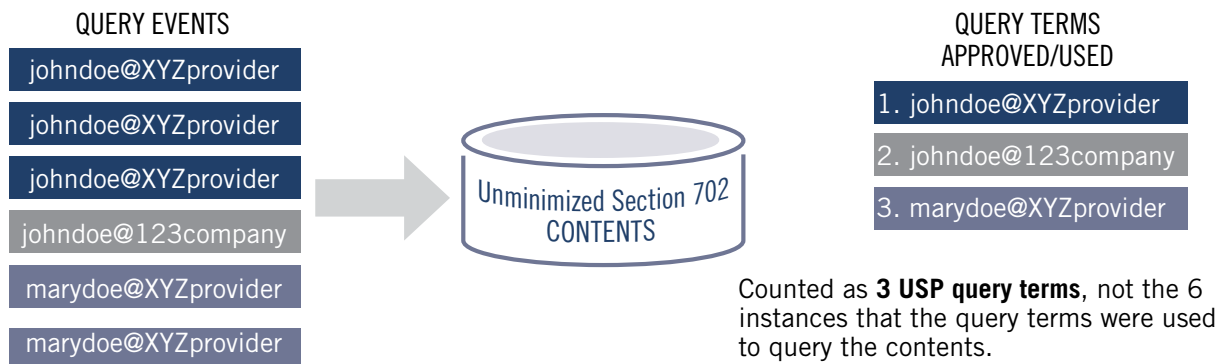 QUERY EVENTS
johndoe@XYZprovider
johndoe@XYZprovider
johndoe@XYZprovider
johndoe@123company
marydoe@XYZprovider
marydoe@XYZprovider
Unminimized Section 702
CONTENTS
QUERY TERMS
APPROVED/USED
1. johndoe@XYZprovider
2. johndoe@123company
3. marydoe@XYZprovider
Counted as 3 USP query terms, not the 6
instances that the query terms were used
to query the contents.